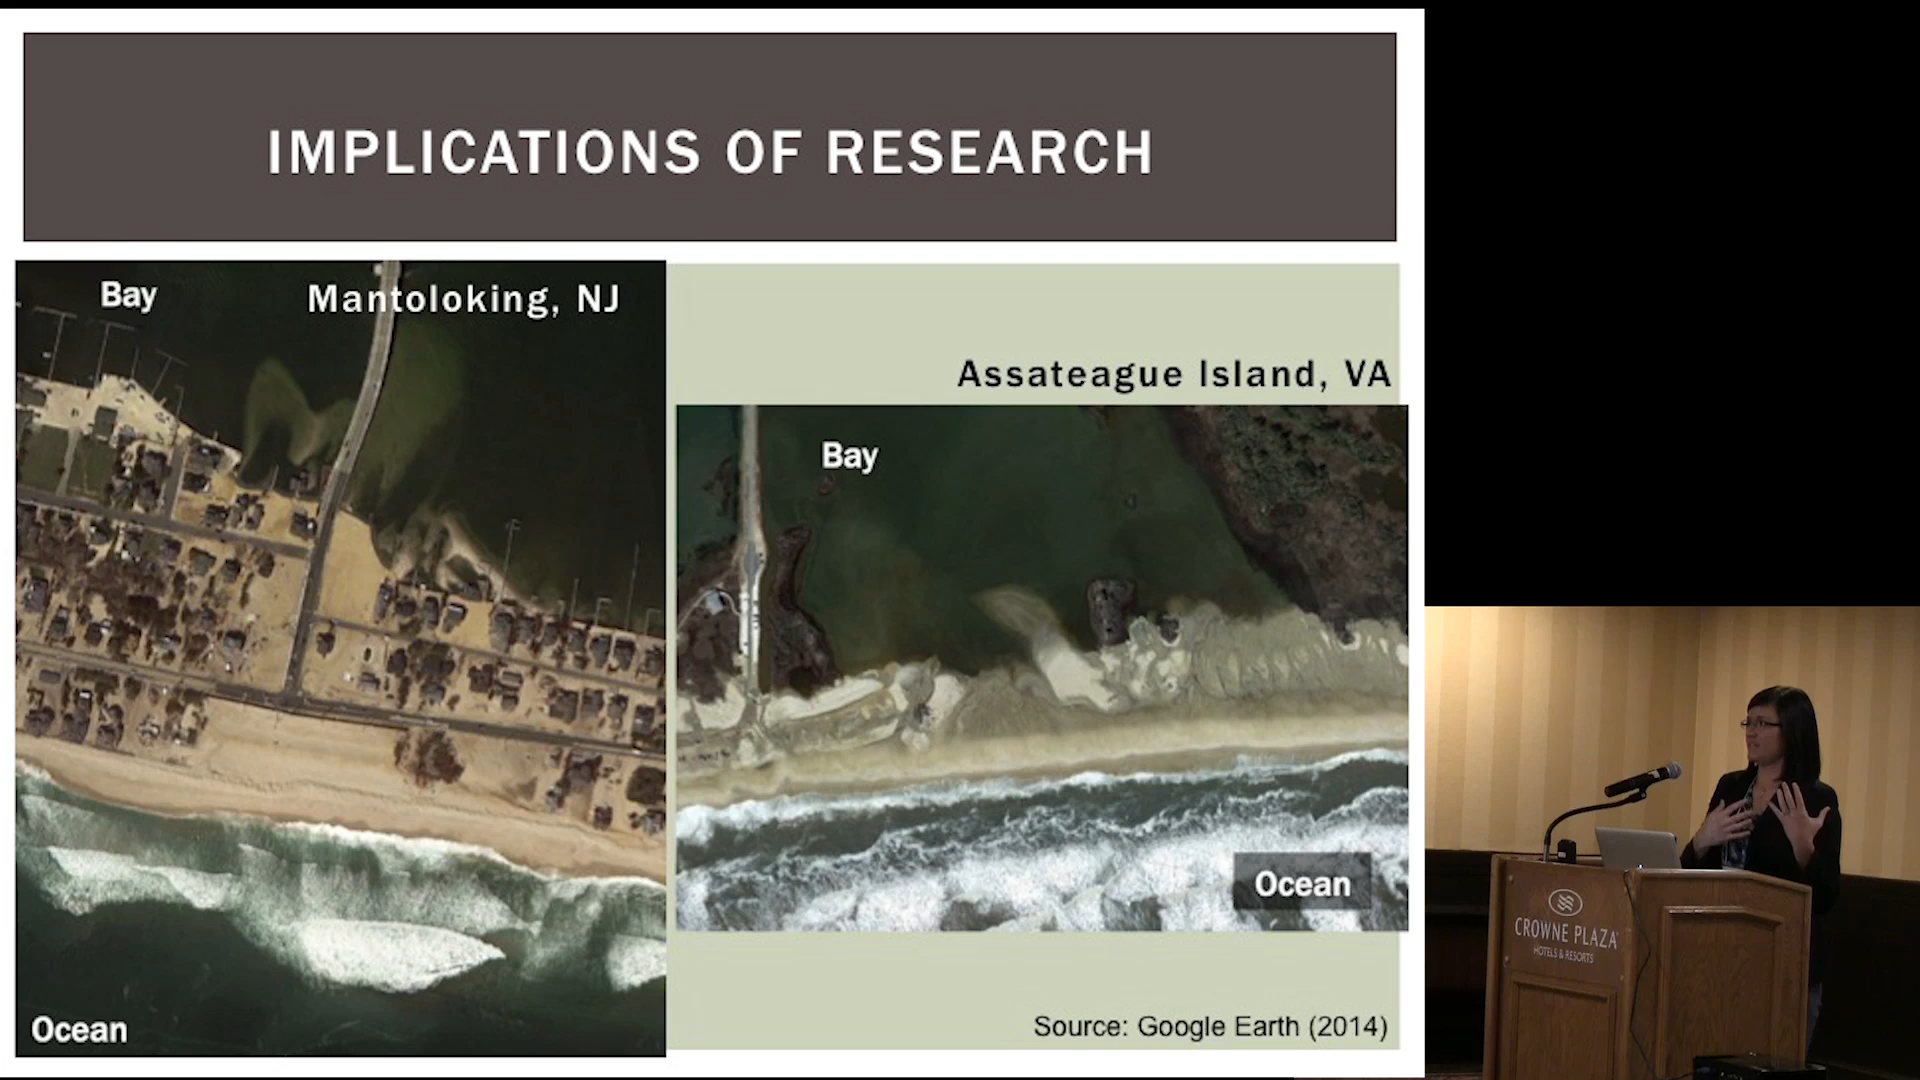 IMPLICATIONS OF RESEARCH
Bay
Mantoloking, NJ
Ocean
Assateague Island, VA
Bay
Ocean
Source: Google Earth (2014)
CROWNE PLAZA
HOTELS & RESORTS